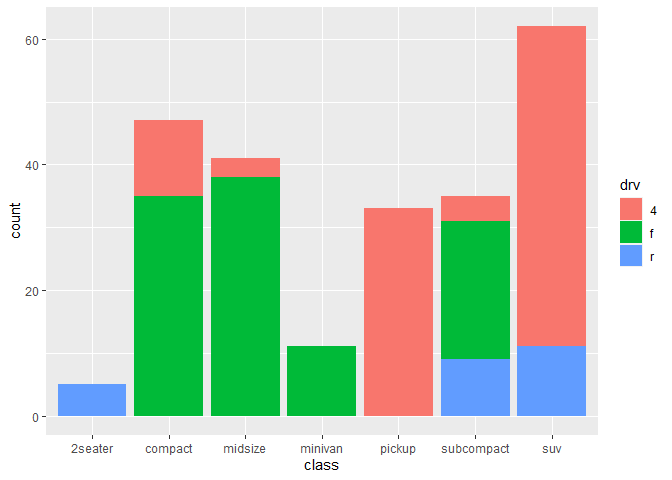 60
40
20
0
count
2seater compact midsize minivan pickup subcompact suv
class
drv
4
f
r